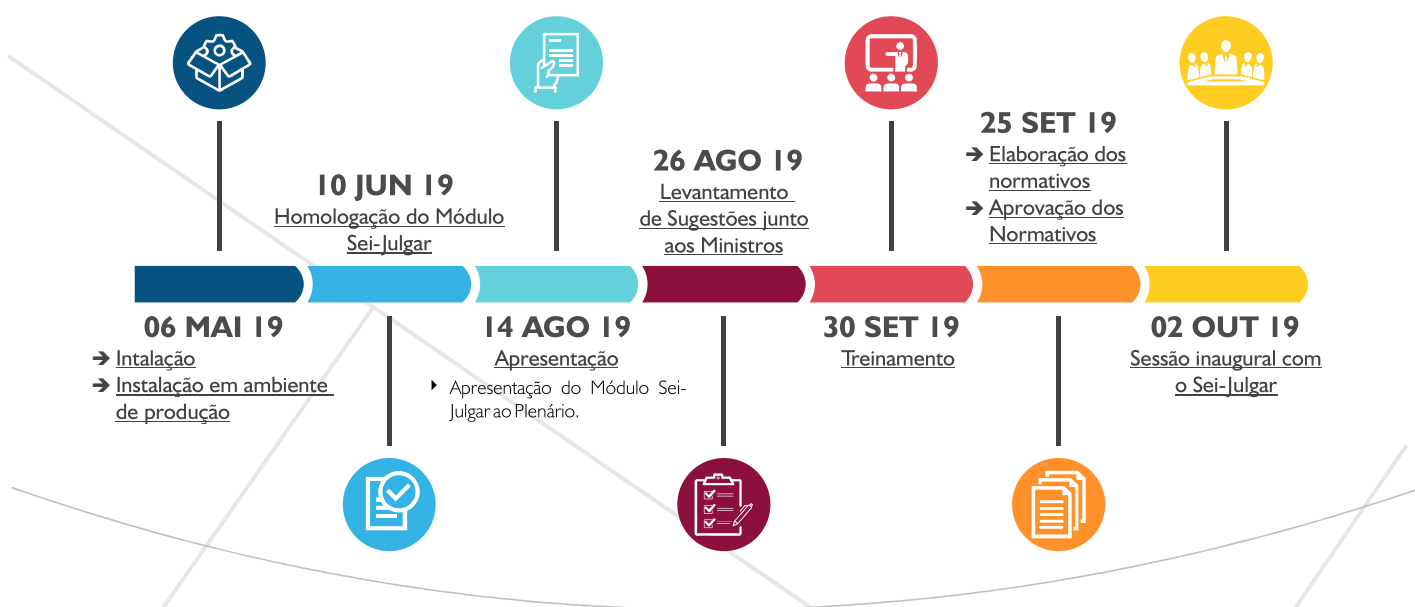 06 MAI 19
➔ Intalação
➔ Instalação em ambiente
de produção
10 JUN 19
Homologação do Módulo
Sei-Julgar
14 AGO 19
Apresentação
Apresentação do Módulo Sei-
Julgar ao Plenário.
26 AGO 19
Levantamento
de Sugestões junto
aos Ministros
30 SET 19
Treinamento
25 SET 19
➔ Elaboração dos
normativos
➔ Aprovação dos
Normativos
02 OUT 19
Sessão inaugural com
o Sei-Julgar